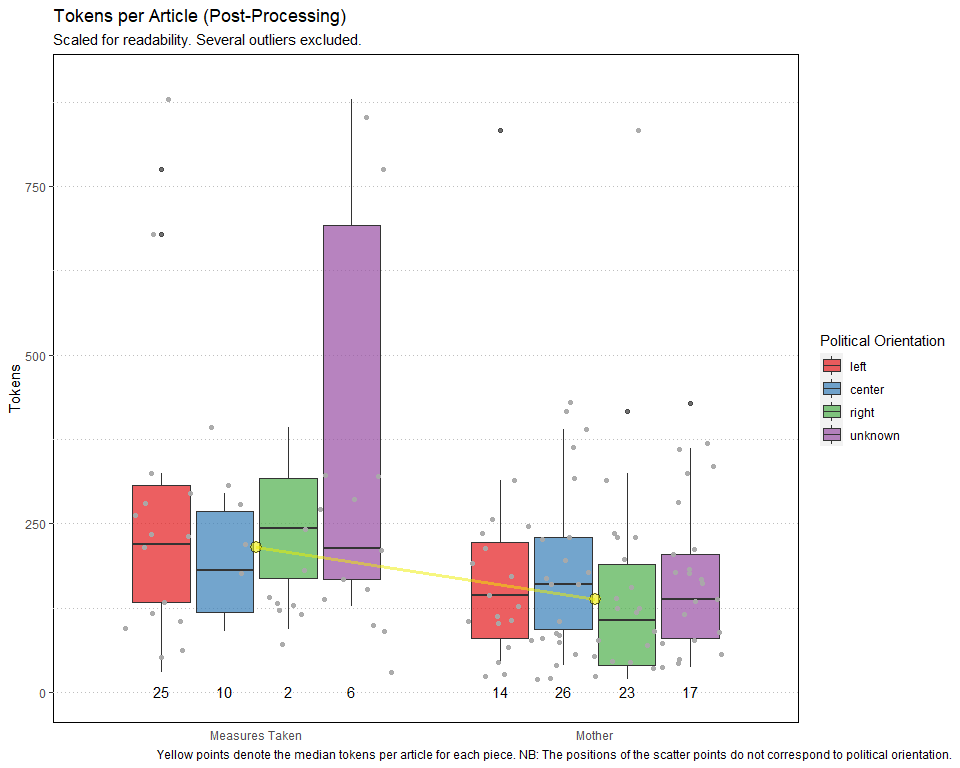 Tokens per Article (Post-Processing)
Scaled for readability. Several outliers excluded.
Tokens
750
500
250
0
25 10 2 6 14 26 23 17
Measures Taken Mother
Political Orientation
left
center
right
unknown
Yellow points denote the median tokens per article for each piece. NB: The positions of the scatter points do not correspond to political orientation.